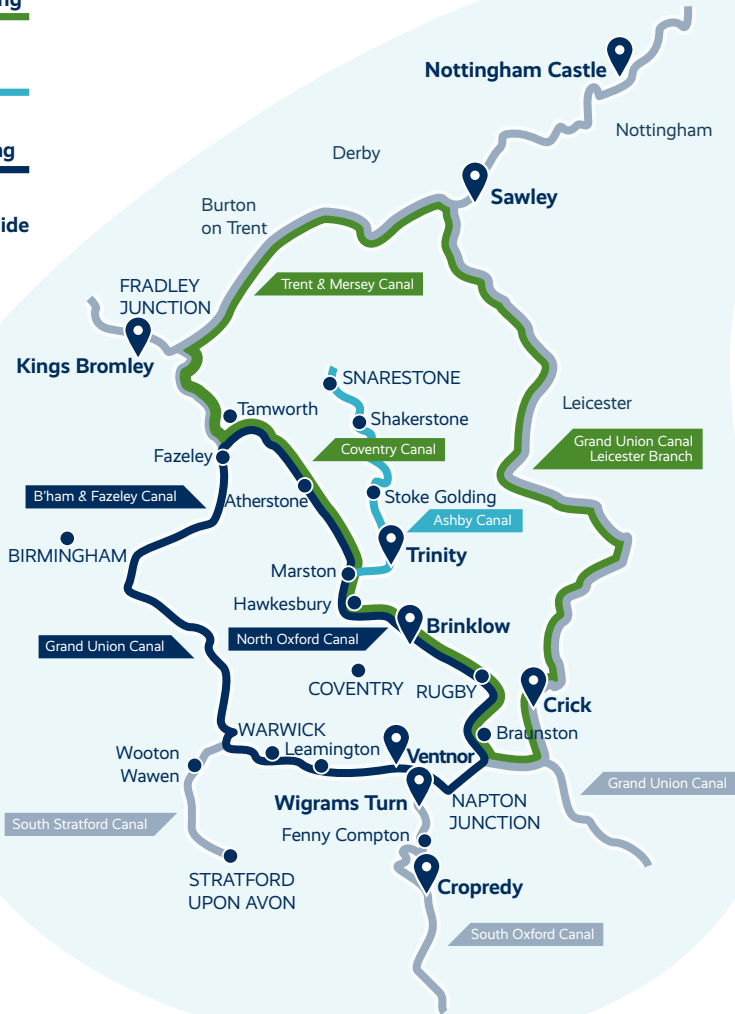 ng
ng
ide
Nottingham Castle
Nottingham
Derby
Sawley
Burton
on Trent
Trent & Mersey Canal
FRADLEY
JUNCTION
Kings Bromley
SNARESTONE
Tamworth
Shakerstone
Leicester
Fazeley
Coventry Canal
Grand Union Canal
Leicester Branch
B'ham & Fazeley Canal
Atherstone
Stoke Golding
Ashby Canal
BIRMINGHAM
Trinity
Marston
Hawkesbury
Brinklow
North Oxford Canal
Grand Union Canal
COVENTRY
RUGBY
Crick
WARWICK
Braunston
Leamington
Wooton
Wawen
Ventnor
Grand Union Canal
Wigrams Turn
NAPTON
JUNCTION
South Stratford Canal
Fenny Compton
STRATFORD
UPON AVON
Cropredy
South Oxford Canal